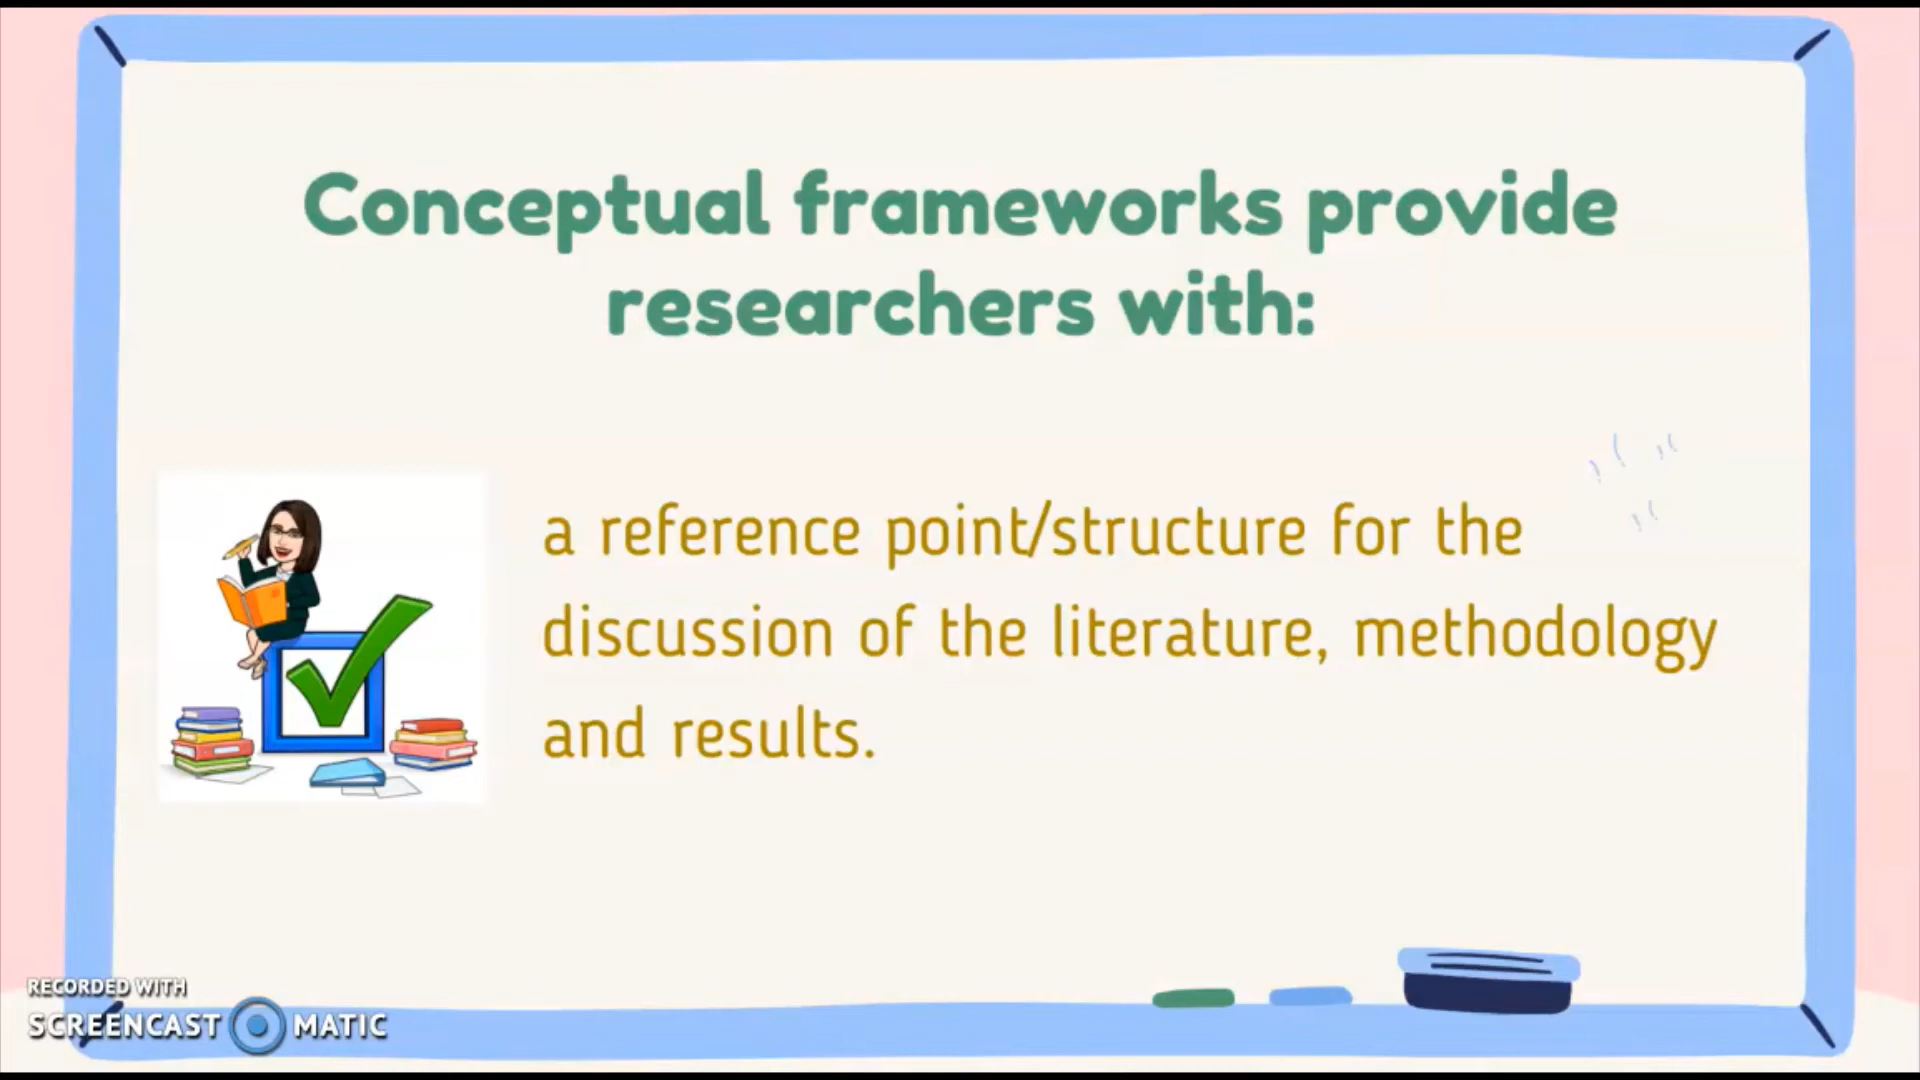 Conceptual frameworks provide
researchers with:
a reference point/structure for the
discussion of the literature, methodology
and results.
RECORDED WITH
SCREENCAST MATIC